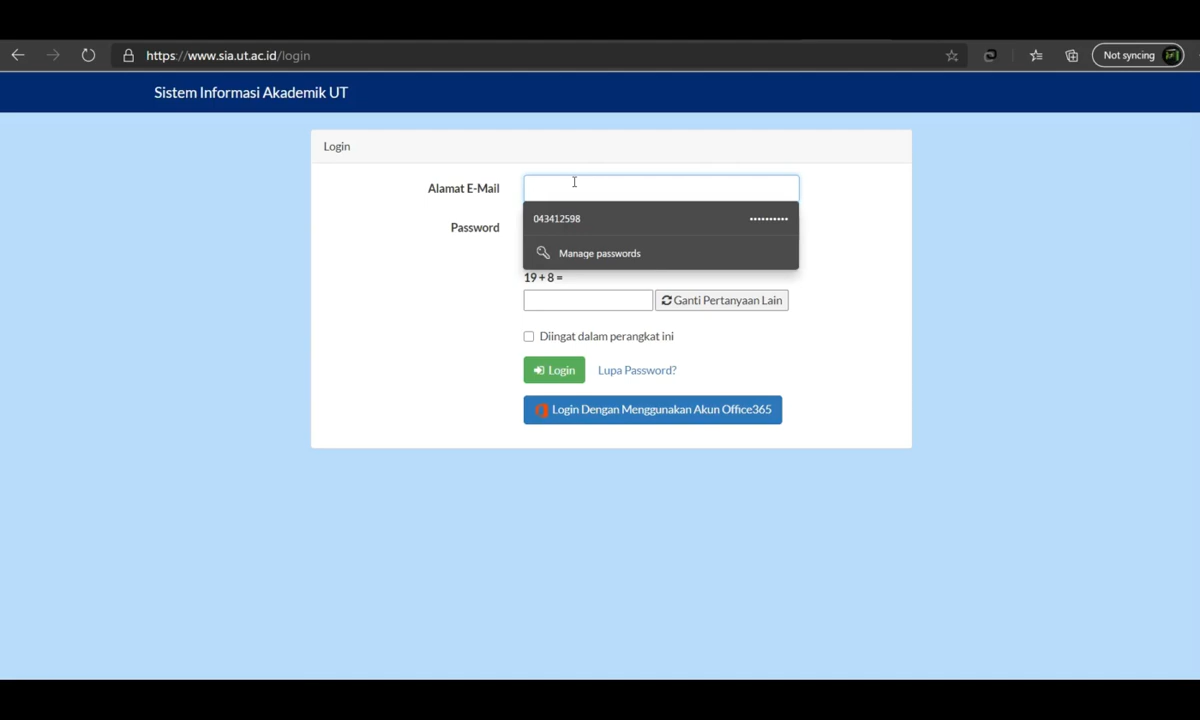 https://www.sia.ut.ac.id/login
Not syncing
Sistem Informasi Akademik UT
Login
Alamat E-Mail
043412598 ••••••••••
Password
Manage passwords
19 + 8 =
Ganti Pertanyaan Lain
Diingat dalam perangkat ini
Login Lupa Password?
Login Dengan Menggunakan Akun Office365